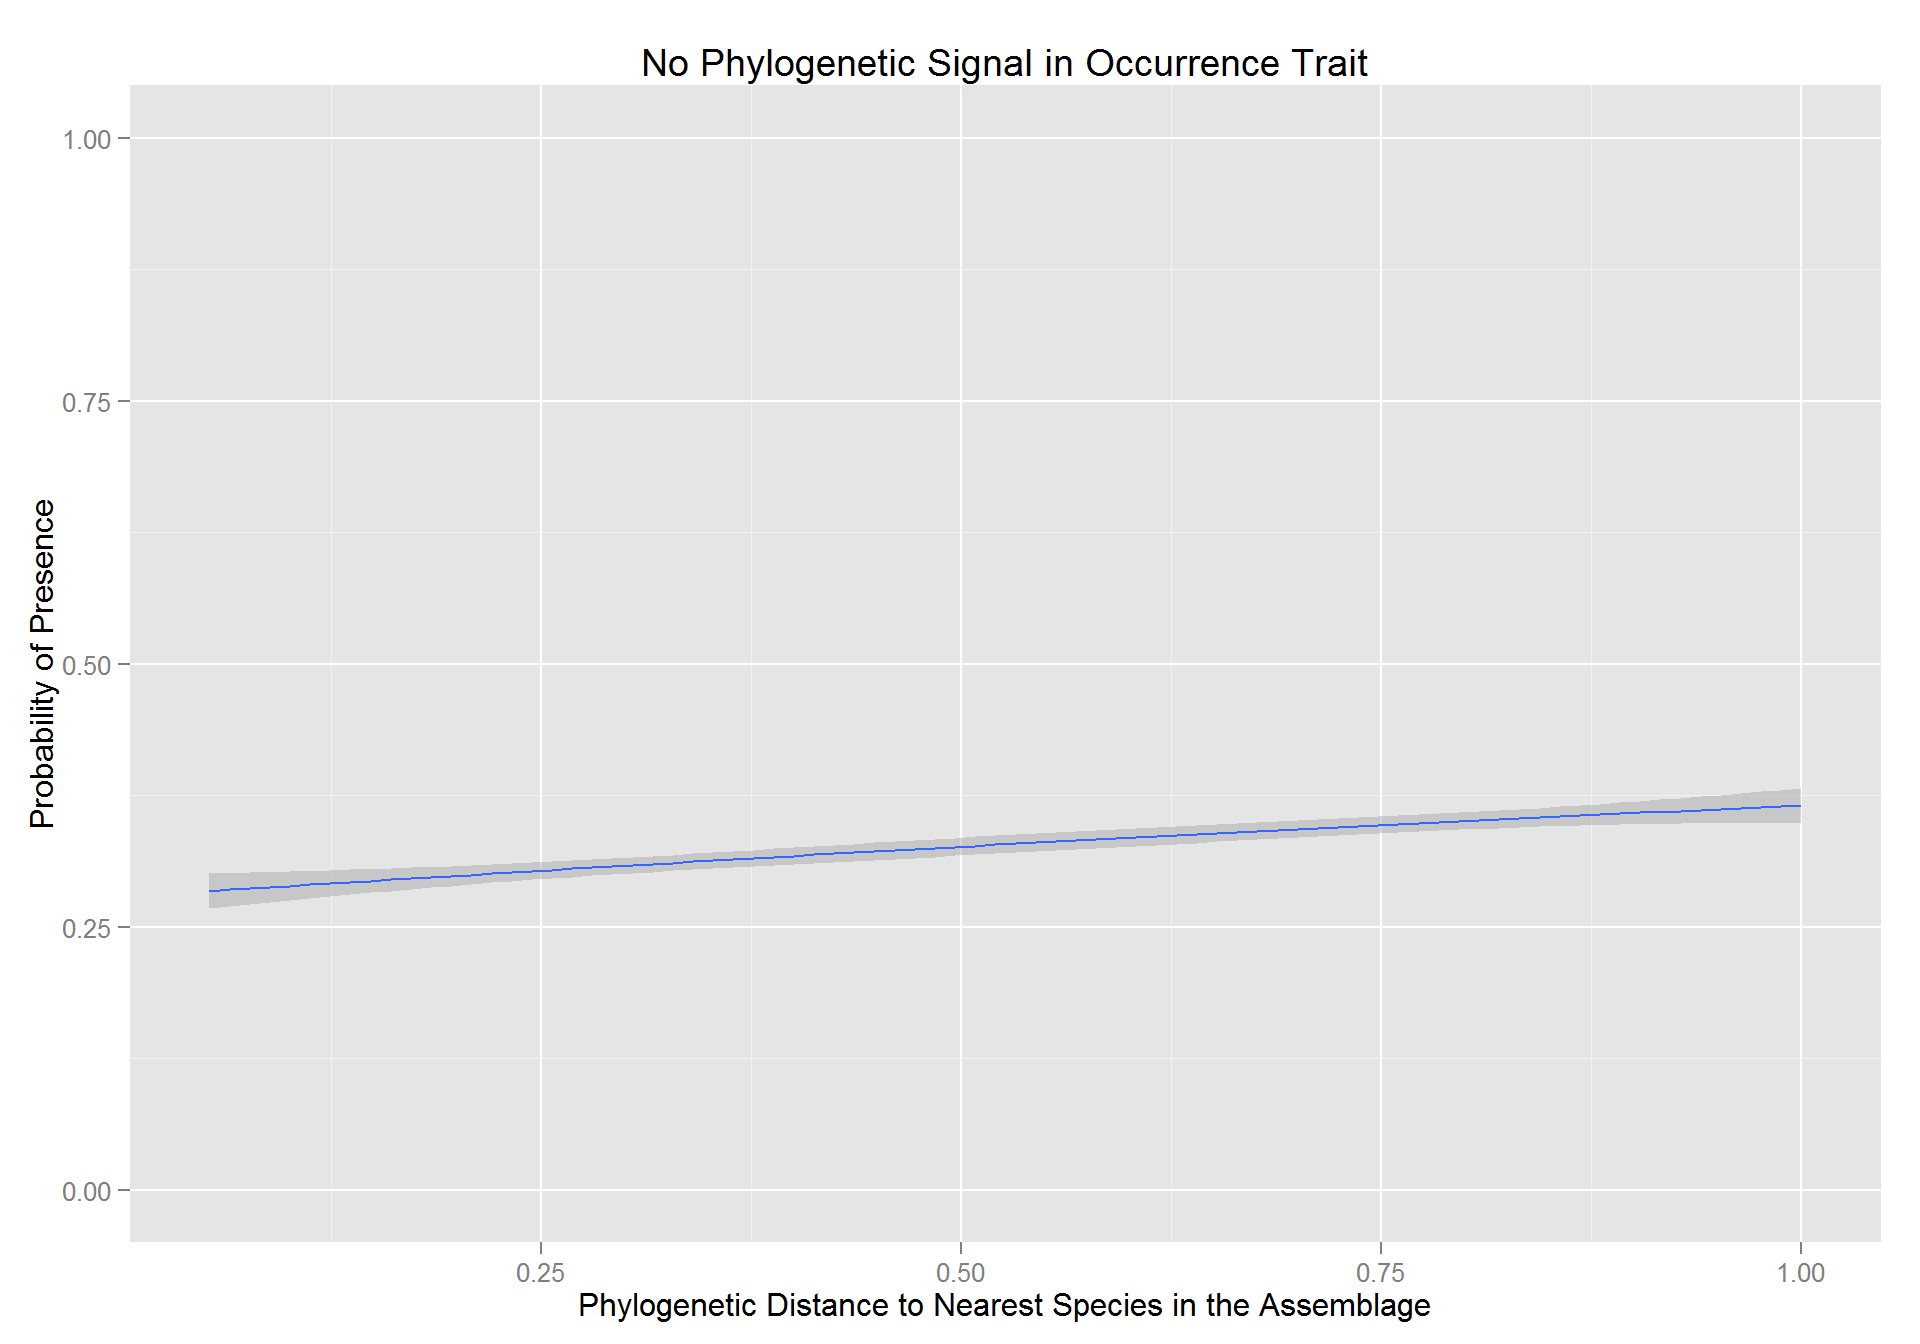 No Phylogenetic Signal in Occurrence Trait
1.00
0.75
0.50
0.25
0.00
Probability of Presence
0.25 0.50 0.75 1.00
Phylogenetic Distance to Nearest Species in the Assemblage